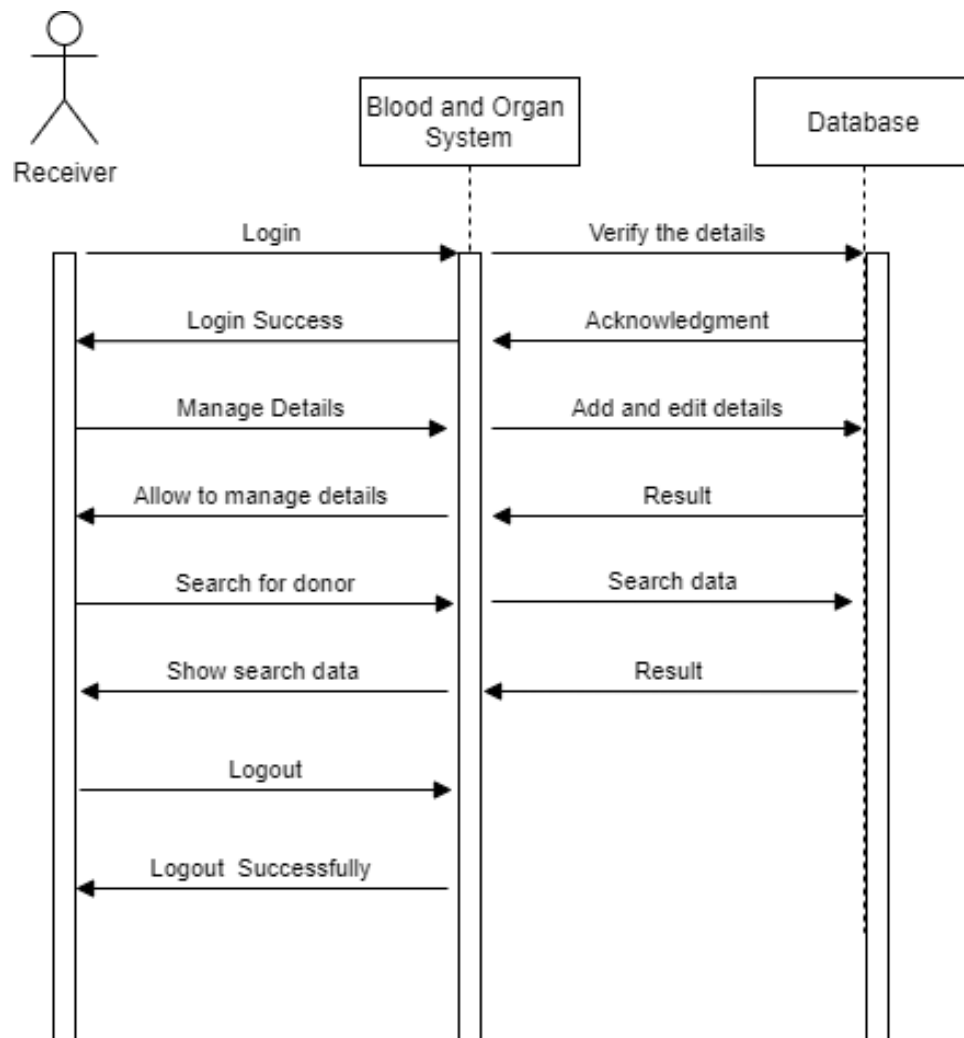 Receiver
Blood and Organ
System
Database
Login
Verify the details
Login Success
Acknowledgment
Manage Details
Add and edit details
Allow to manage details
Result
Search for donor
Search data
Show search data
Result
Logout
Logout  Successfully